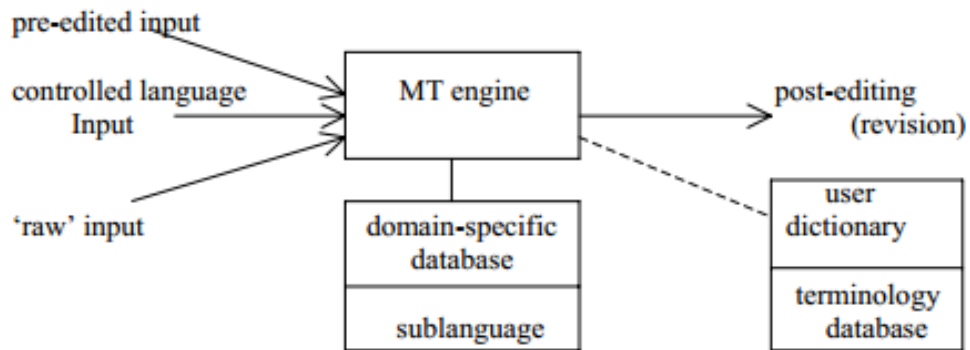 pre-edited input
controlled language
Input
'raw' input
MT engine
domain-specific
database
sublanguage
post-editing
(revision)
user
dictionary
terminology
database